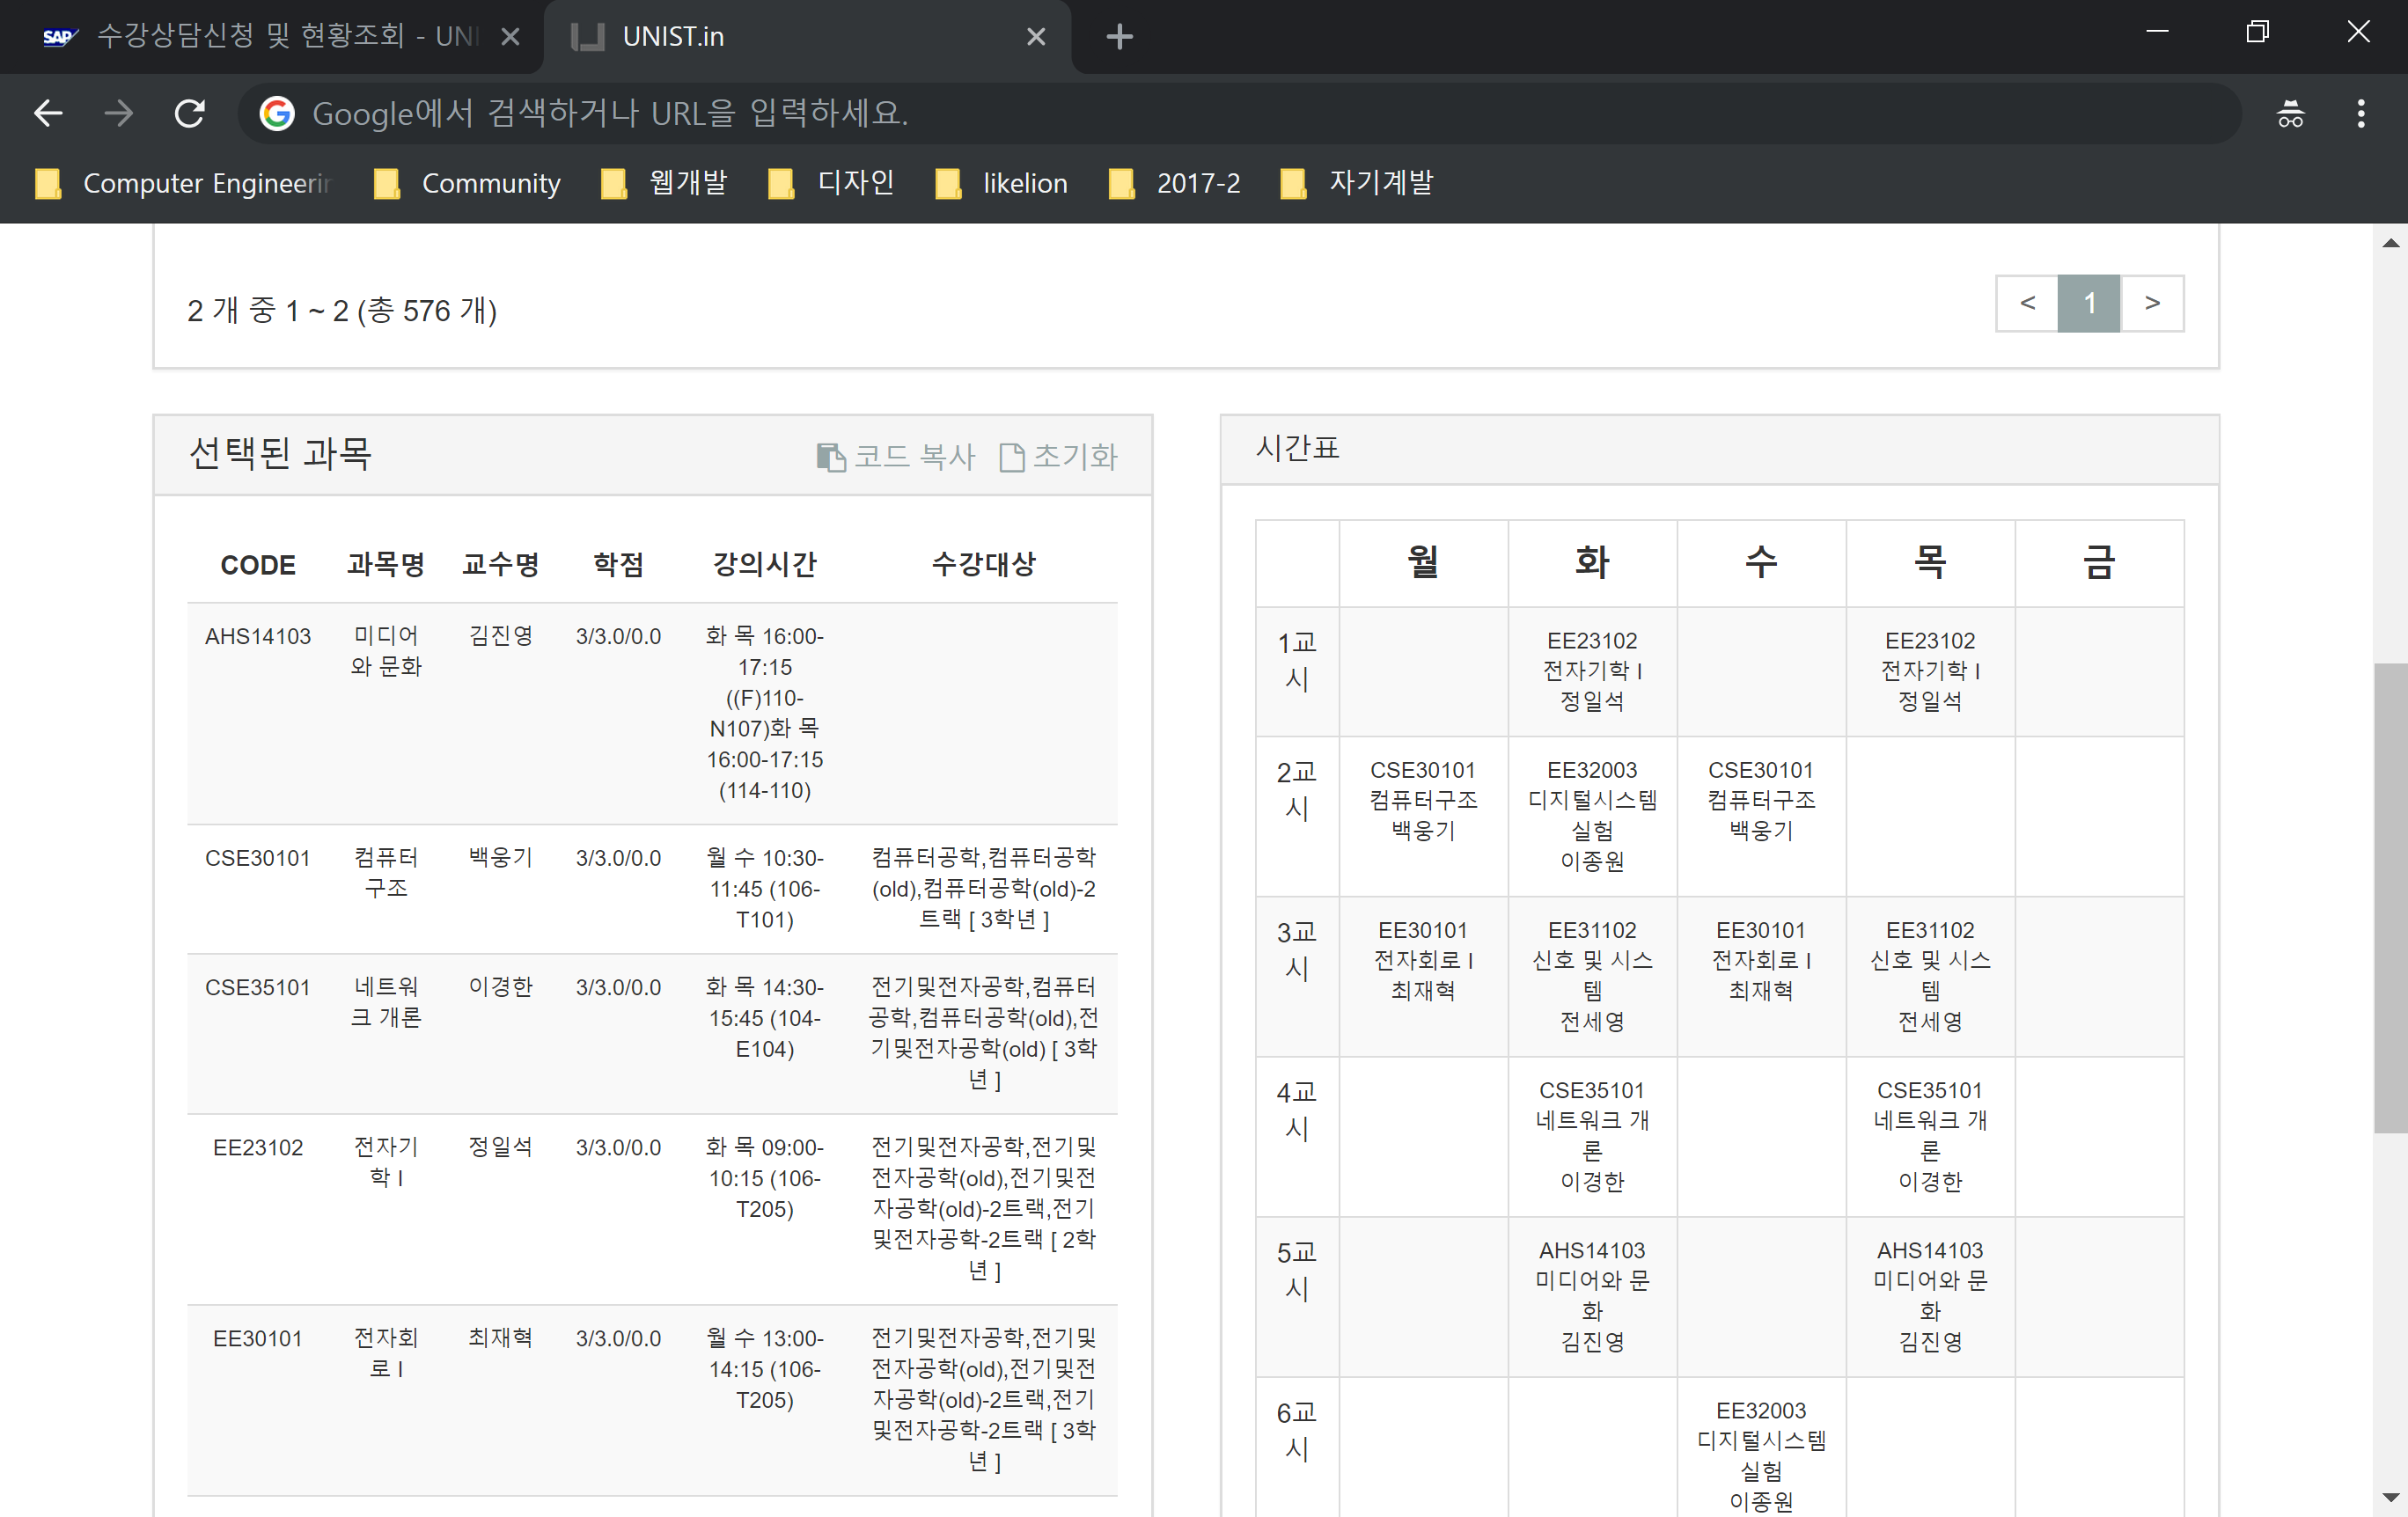 SAP 수강상담신청 및 현황조회 - UNI
UNIST.in
Google에서 검색하거나 URL을 입력하세요.
Computer Engineerin
Community
웹개발
디자인
likelion
2017-2
자기계발
2 개 중 1 ~ 2 (총 576 개)
< 1 >
선택된 과목
코드 복사 초기화
CODE 과목명 교수명 학점 강의시간 수강대상
AHS14103 미디어 김진영 3/3.0/0.0 화 목 16:00-
와 문화 17:15
((F)110-
N107)화 목
16:00-17:15
(114-110)
CSE30101 컴퓨터 백웅기 3/3.0/0.0 월 수 10:30- 컴퓨터공학,컴퓨터공학
구조 11:45 (106- (old),컴퓨터공학(old)-2
T101) 트랙 [ 3학년 ]
CSE35101 네트워 이경한 3/3.0/0.0 화 목 14:30- 전기및전자공학,컴퓨터
크 개론 15:45 (104- 공학,컴퓨터공학(old),전
E104) 기및전자공학(old) [ 3학
년 ]
EE23102 전자기 정일석 3/3.0/0.0 화 목 09:00- 전기및전자공학,전기및
학 I 10:15 (106- 전자공학(old),전기및전
T205) 자공학(old)-2트랙,전기
및전자공학-2트랙 [ 2학
년 ]
EE30101 전자회 최재혁 3/3.0/0.0 월 수 13:00- 전기및전자공학,전기및
로 I 14:15 (106- 전자공학(old),전기및전
T205) 자공학(old)-2트랙,전기
및전자공학-2트랙 [ 3학
년 ]
시간표
월 화 수 목 금
1교 EE23102 EE23102
시 전자기학 I 전자기학 I
정일석 정일석
2교 CSE30101 EE32003 CSE30101
시 컴퓨터구조 디지털시스템 컴퓨터구조
백웅기 실험 백웅기
이종원
3교 EE30101 EE31102 EE30101 EE31102
시 전자회로 I 신호 및 시스 전자회로 I 신호 및 시스
최재혁 템 최재혁 템
전세영 전세영
4교 CSE35101 CSE35101
시 네트워크 개 네트워크 개
론 론
이경한 이경한
5교 AHS14103 AHS14103
시 미디어와 문 미디어와 문
화 화
김진영 김진영
6교 EE32003
시 디지털시스템
실험
이종원